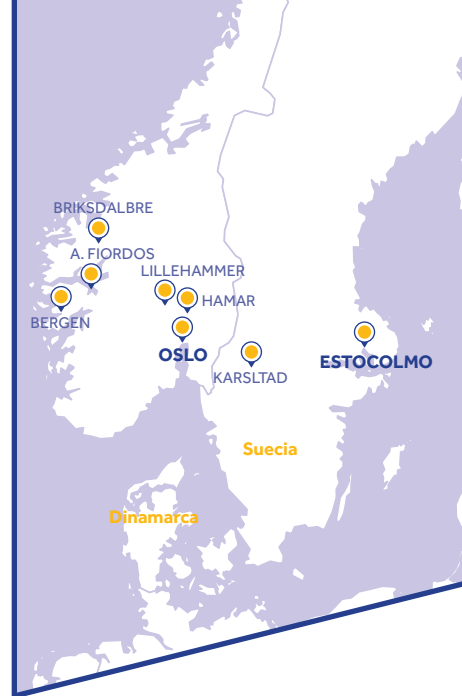 BRIKSDALBRE
A. FIORDOS
LILLEHAMMER
HAMAR
BERGEN
OSLO
KARSLTAD
ESTOCOLMO
Suecia
Dinamarca